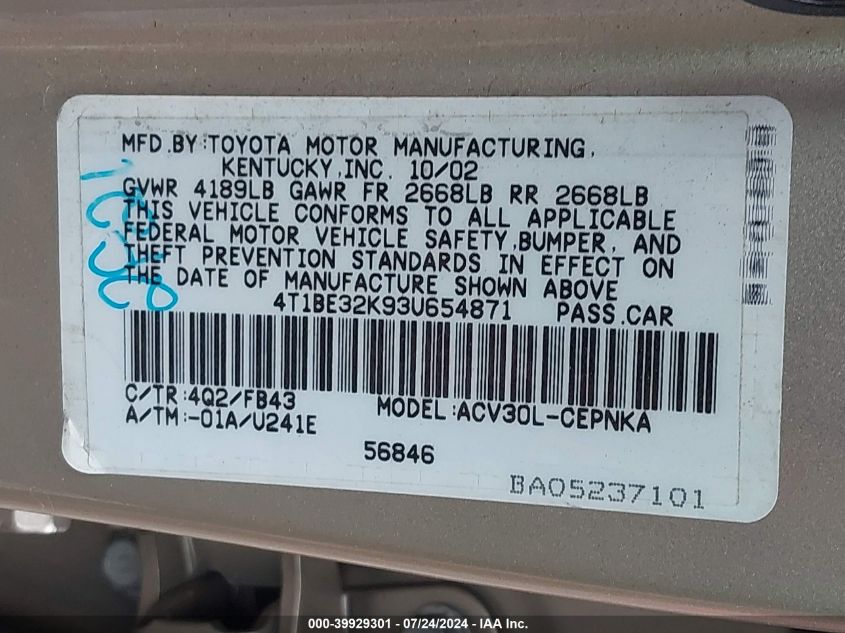 MFD.BY:TOYOTA MOTOR MANUFACTURING,
KENTUCKY,INC. 10/02
GVWR 4189LB GAWR FR 2668LB RR 2668LB
THIS VEHICLE CONFORMS TO ALL APPLICABLE
FEDERAL MOTOR VEHICLE SAFETY,BUMPER, AND
THEFT PREVENTION STANDARDS IN EFFECT ON
THE DATE OF MANUFACTURE SHOWN ABOVE
4T1BE32K93U654871 PASS.CAR
C/TR:4Q2/FB43 MODEL:ACV30L-CEPNKA
A/TM:-01A/U241E
56846
BA05237101
000-39929301 / 07/24/2024 / © IAA, Inc.